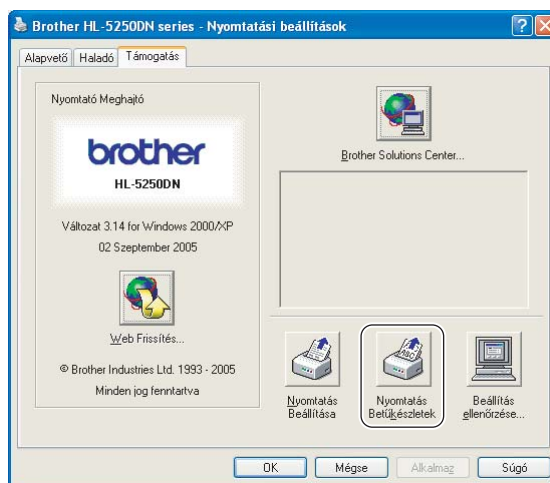 Brother HL-5250DN series - Nyomtatási beállítások
Alapvető Haladó Támogatás
Nyomtató Meghajtó
brother
HL-5250DN
Változat 3.14 for Windows 2000/XP
02 Szeptember 2005
Web Frissítés...
© Brother Industries Ltd. 1993 - 2005
Minden jog fenntartva
Brother Solutions Center...
Nyomtatás
Beállítása
ABC
Nyomtatás
Betűkészletek
Beállítás
ellenőrzése...
OK Mégse Alkalmaz Súgó